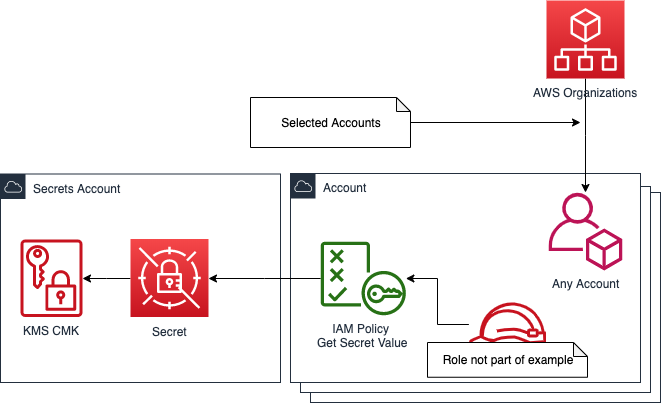 AWS Organizations
Selected Accounts
Secrets Account
Account
Any Account
KMS CMK
Secret
IAM Policy
Get Secret Value
Role not part of example